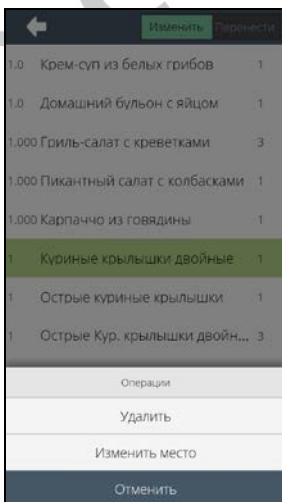 Изменить Перенести
1.0 Крем-суп из белых грибов 1
1.0 Домашний бульон с яйцом 1
1.000 Гриль-салат с креветками 3
1.000 Пикантный салат с колбасками 1
1.000 Карпаччо из говядины 1
1 Куриные крылышки двойные 1
1 Острые куриные крылышки 1
1 Острые Кур. крылышки двойн... 3
Операции
Удалить
Изменить место
Отменить